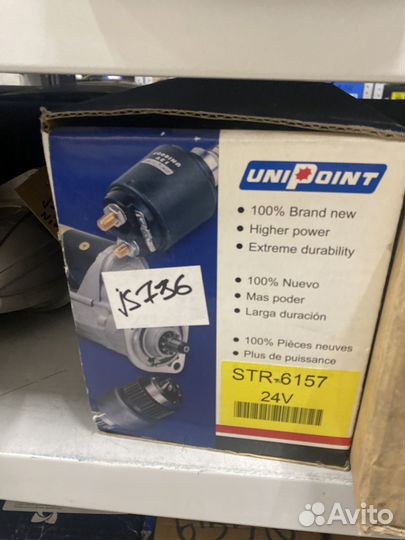 UNIPOINT
• 100% Brand new
• Higher power
• Extreme durability
• 100% Nuevo
• Mas poder
• Larga duración
• 100% Pièces neuves
• Plus de puissance
STR-6157
24V
js736
Avito